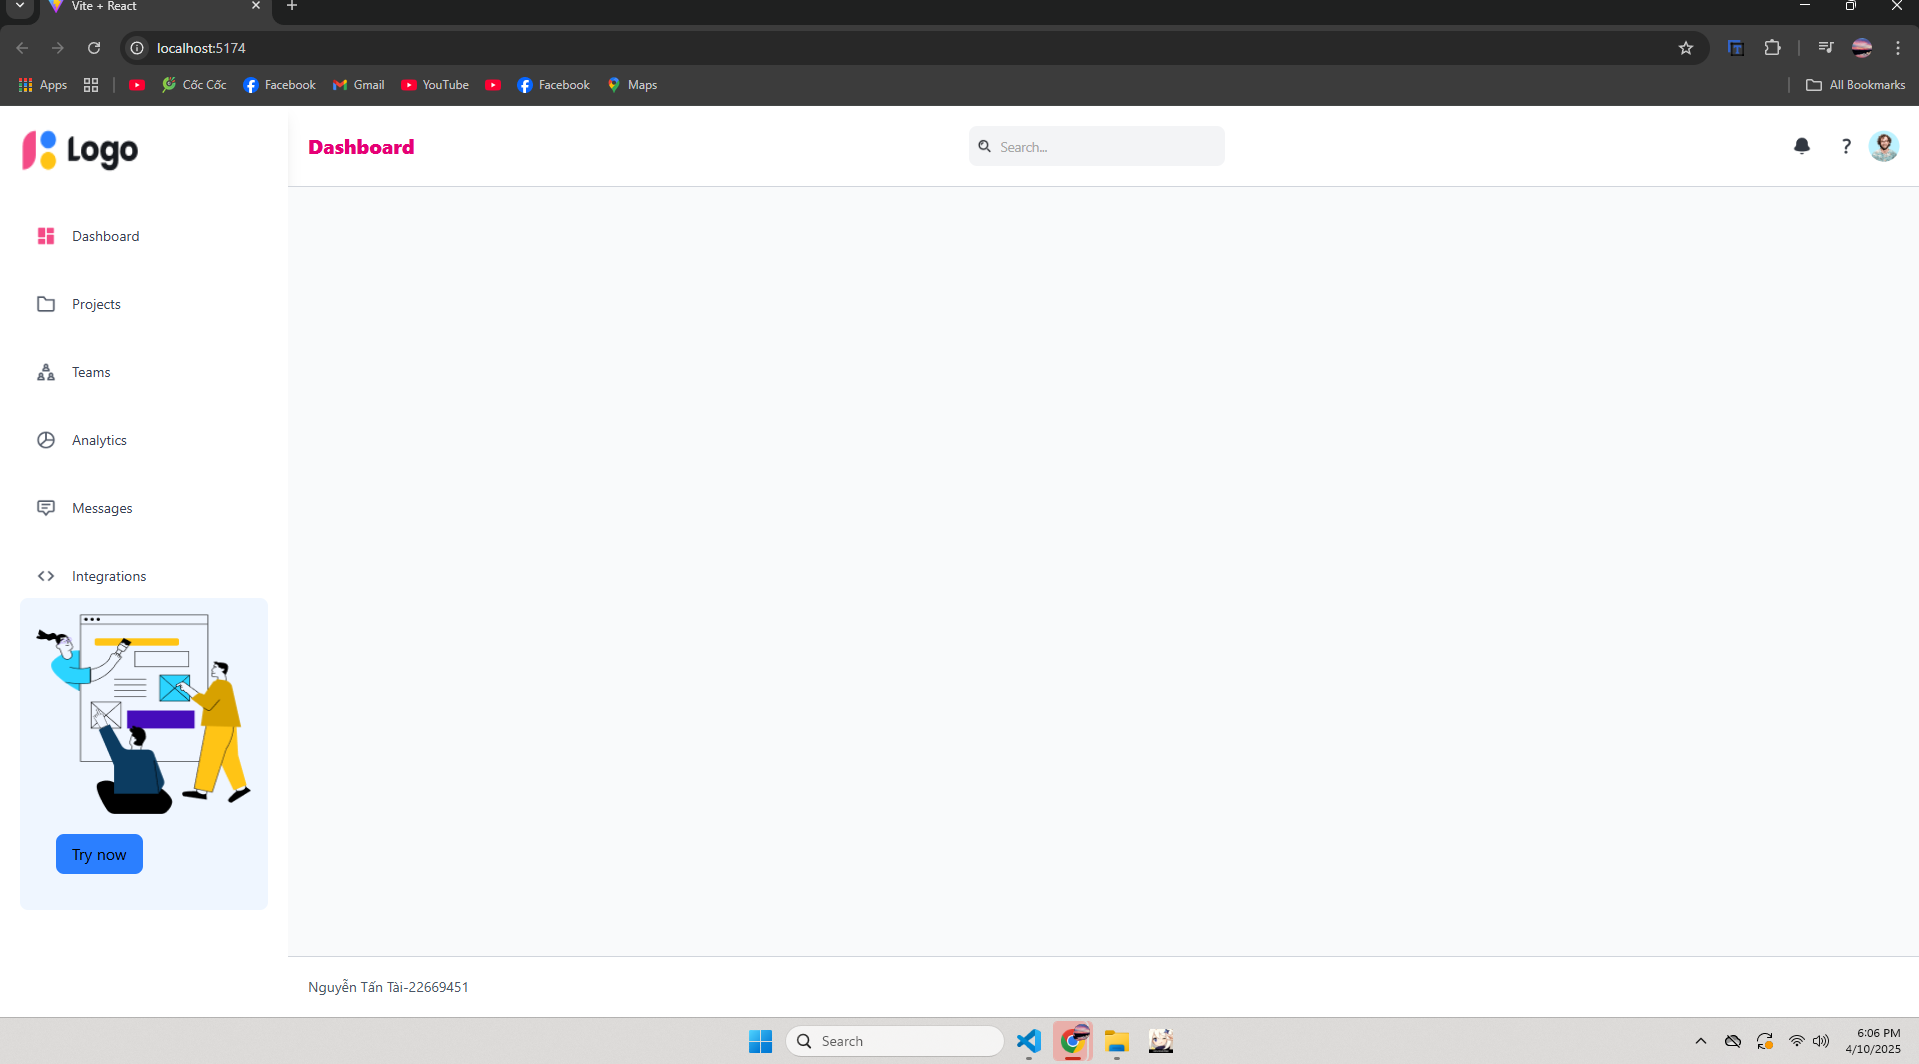 Vite + React
localhost:5174
Apps Cốc Cốc Facebook Gmail YouTube Facebook Maps All Bookmarks
Logo
Dashboard
Search...
?
Dashboard
Projects
Teams
Analytics
Messages
Integrations
Try now
Nguyễn Tấn Tài-22669451
Search
6:06 PM
4/10/2025